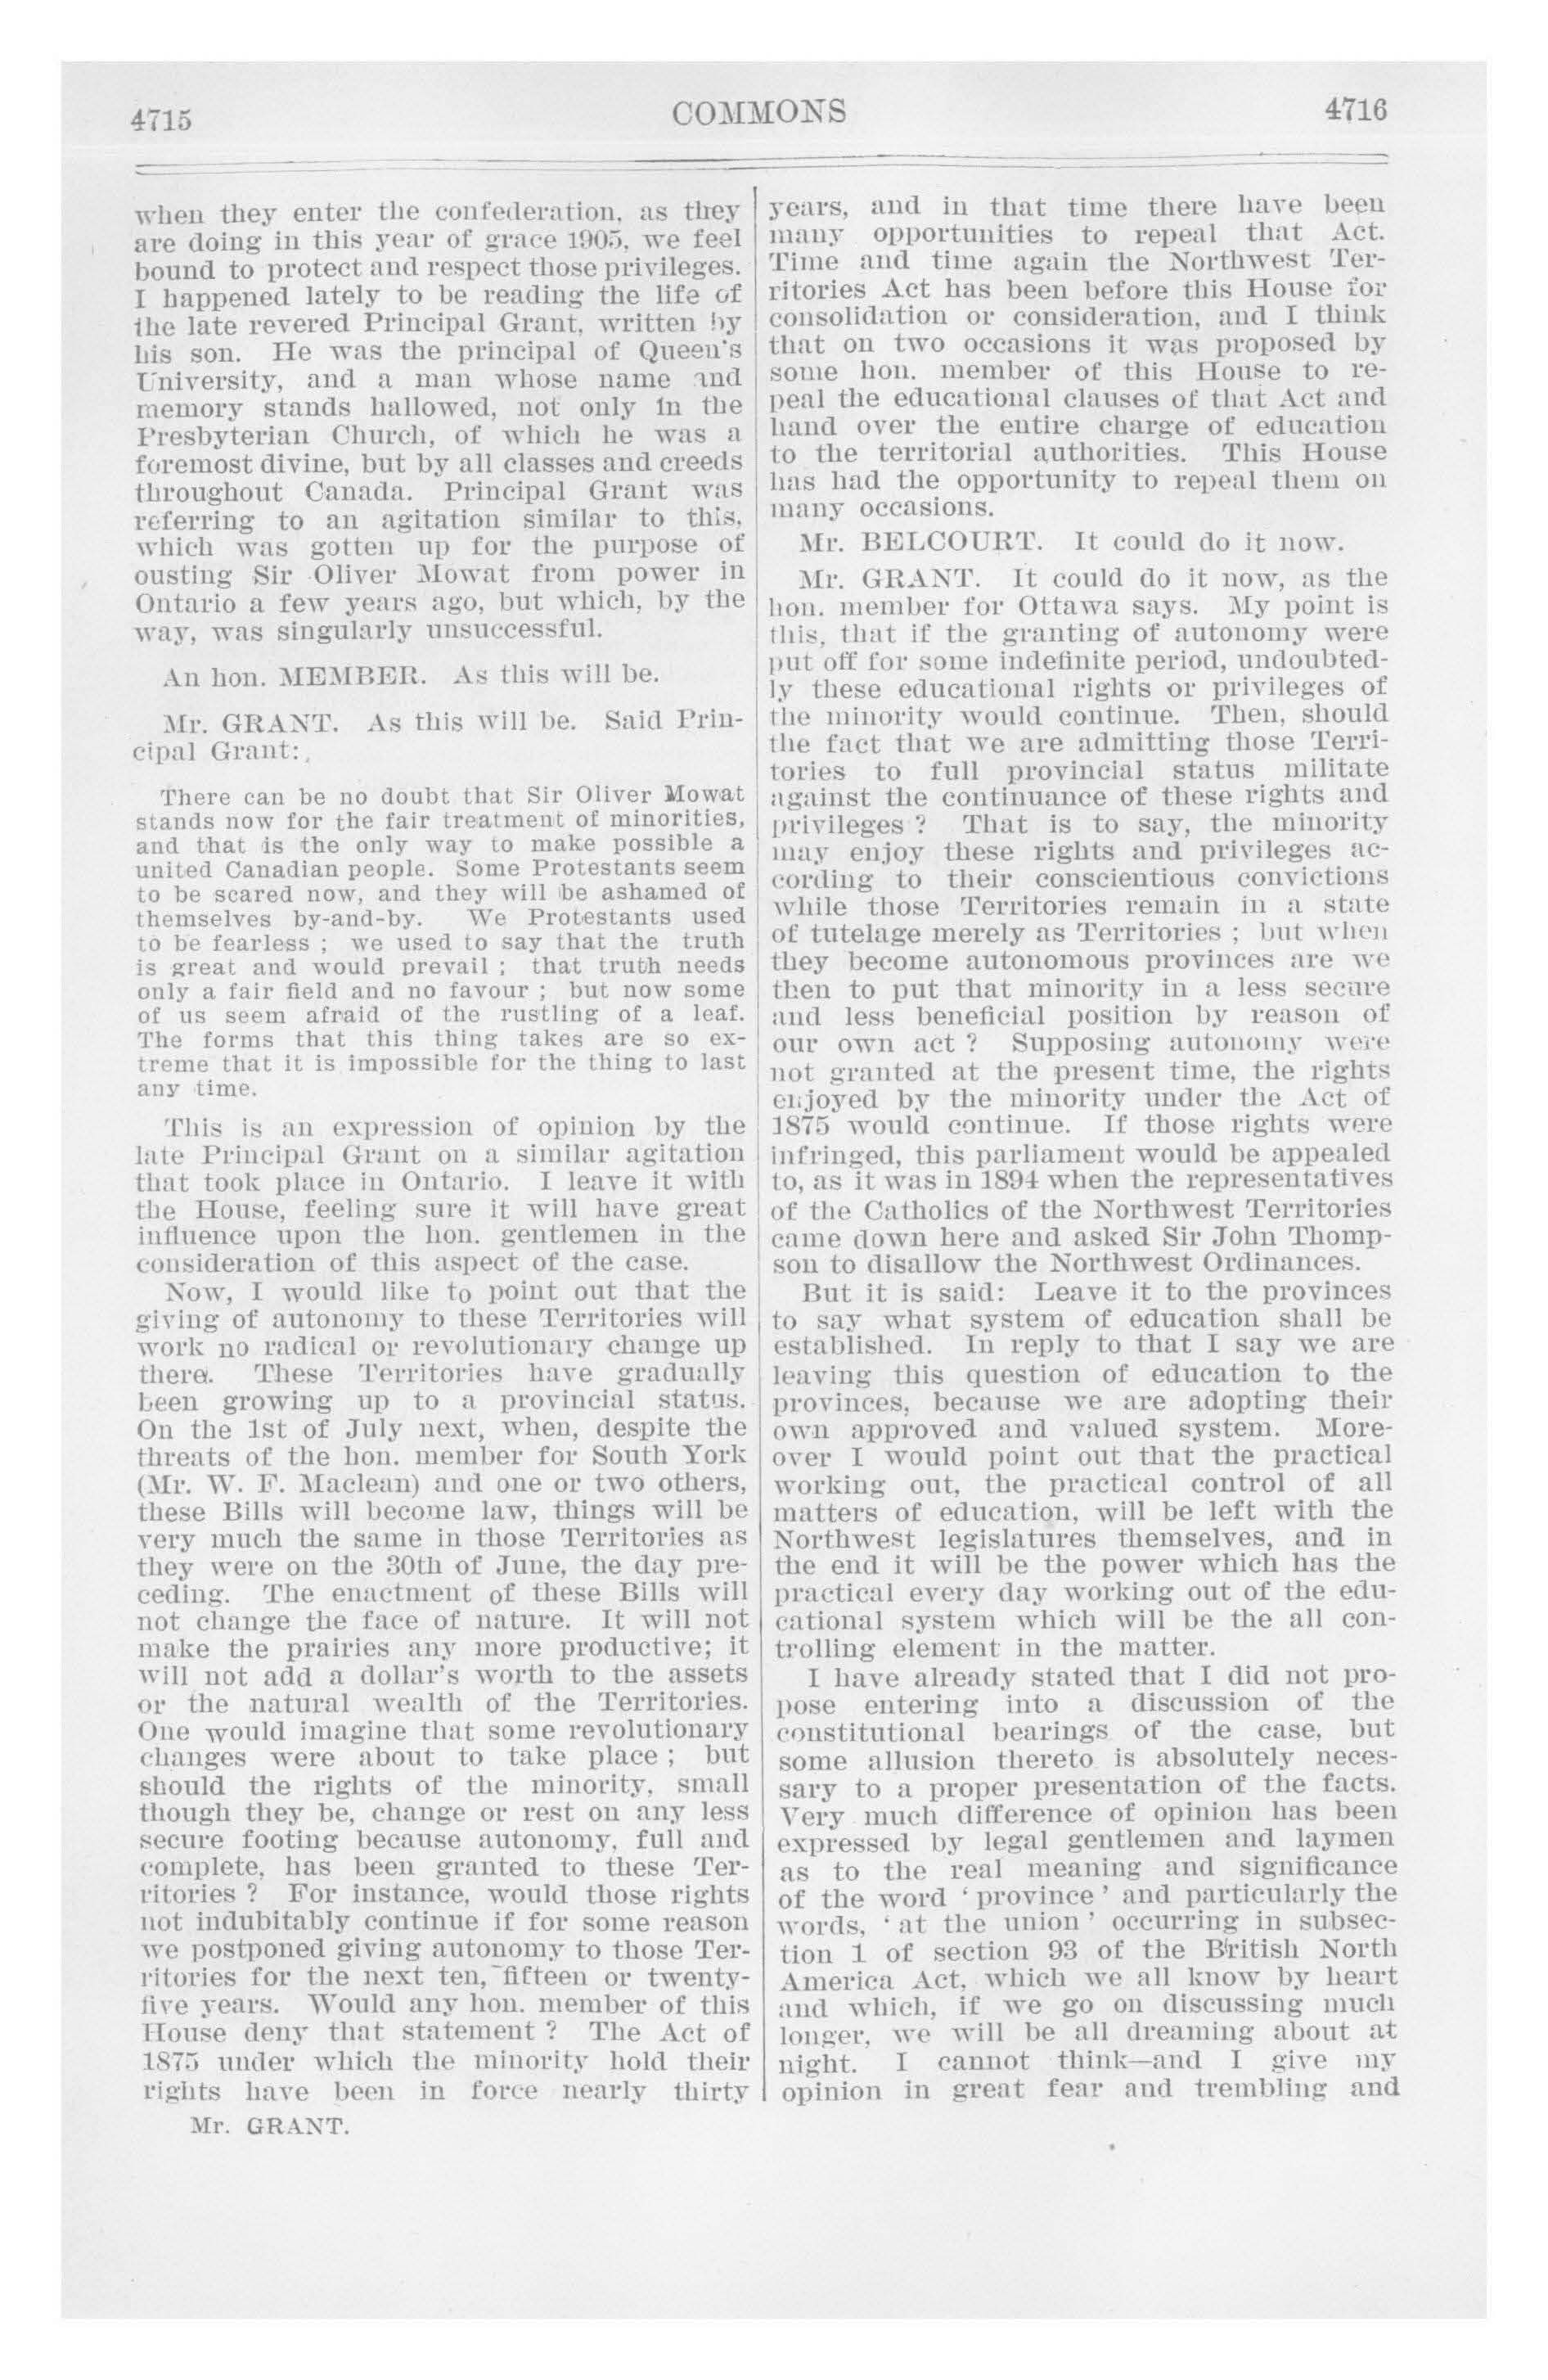 4715
COMMONS
4716
when they enter the confederation, as they
are doing in this year of grace 1905, we feel
bound to protect and respect those privileges.
I happened lately to be reading the life of
the late revered Principal Grant, written by
his son. He was the principal of Queen's
University, and a man whose name and
memory stands hallowed, not only in the
Presbyterian Church, of which he was a
foremost divine, but by all classes and creeds
throughout Canada. Principal Grant was
referring to an agitation similar to this,
which was gotten up for the purpose of
ousting Sir Oliver Mowat from power in
Ontario a few years ago, but which, by the
way, was singularly unsuccessful.
An hon. MEMBER. As this will be.
Mr. GRANT. As this will be. Said Prin-
cipal Grant:
There can be no doubt that Sir Oliver Mowat
stands now for the fair treatment of minorities,
and that is the only way to make possible a
united Canadian people. Some Protestants seem
to be scared now, and they will be ashamed of
themselves by-and-by. We Protestants used
to be fearless ; we used to say that the truth
is great and would prevail ; that truth needs
only a fair field and no favour ; but now some
of us seem afraid of the rustling of a leaf.
The forms that this thing takes are so ex-
treme that it is impossible for the thing to last
any time.
This is an expression of opinion by the
late Principal Grant on a similar agitation
that took place in Ontario. I leave it with
the House, feeling sure it will have great
influence upon the hon. gentlemen in the
consideration of this aspect of the case.
Now, I would like to point out that the
giving of autonomy to these Territories will
work no radical or revolutionary change up
there. These Territories have gradually
been growing up to a provincial status.
On the 1st of July next, when, despite the
threats of the hon. member for South York
(Mr. W. F. Maclean) and one or two others,
these Bills will become law, things will be
very much the same in those Territories as
they were on the 30th of June, the day pre-
ceding. The enactment of these Bills will
not change the face of nature. It will not
make the prairies any more productive; it
will not add a dollar's worth to the assets
or the natural wealth of the Territories.
One would imagine that some revolutionary
changes were about to take place ; but
should the rights of the minority, small
though they be, change or rest on any less
secure footing because autonomy, full and
complete, has been granted to these Ter-
ritories ? For instance, would those rights
not indubitably continue if for some reason
we postponed giving autonomy to those Ter-
ritories for the next ten, fifteen or twenty-
five years. Would any hon. member of this
House deny that statement ? The Act of
1875 under which the minority hold their
rights have been in force nearly thirty
Mr. GRANT.
years, and in that time there have been
many opportunities to repeal that Act.
Time and time again the Northwest Ter-
ritories Act has been before this House for
consolidation or consideration, and I think
that on two occasions it was proposed by
some hon. member of this House to re-
peal the educational clauses of that Act and
hand over the entire charge of education
to the territorial authorities. This House
has had the opportunity to repeal them on
many occasions.
Mr. BELCOURT. It could do it now.
Mr. GRANT. It could do it now, as the
hon. member for Ottawa says. My point is
this, that if the granting of autonomy were
put off for some indefinite period, undoubted-
ly these educational rights or privileges of
the minority would continue. Then, should
the fact that we are admitting those Terri-
tories to full provincial status militate
against the continuance of these rights and
privileges ? That is to say, the minority
may enjoy these rights and privileges ac-
cording to their conscientious convictions
while those Territories remain in a state
of tutelage merely as Territories ; but when
they become autonomous provinces are we
then to put that minority in a less secure
and less beneficial position by reason of
our own act ? Supposing autonomy were
not granted at the present time, the rights
enjoyed by the minority under the Act of
1875 would continue. If those rights were
infringed, this parliament would be appealed
to, as it was in 1894 when the representatives
of the Catholics of the Northwest Territories
came down here and asked Sir John Thomp-
son to disallow the Northwest Ordinances.
But it is said: Leave it to the provinces
to say what system of education shall be
established. In reply to that I say we are
leaving this question of education to the
provinces, because we are adopting their
own approved and valued system. More-
over I would point out that the practical
working out, the practical control of all
matters of education, will be left with the
Northwest legislatures themselves, and in
the end it will be the power which has the
practical every day working out of the edu-
cational system which will be the all con-
trolling element in the matter.
I have already stated that I did not pro-
pose entering into a discussion of the
constitutional bearings of the case, but
some allusion thereto is absolutely neces-
sary to a proper presentation of the facts.
Very much difference of opinion has been
expressed by legal gentlemen and laymen
as to the real meaning and significance
of the word ‘ province ’ and particularly the
words, ‘ at the union ’ occurring in subsec-
tion 1 of section 93 of the British North
America Act, which we all know by heart
and which, if we go on discussing much
longer, we will be all dreaming about at
night. I cannot think—and I give my
opinion in great fear and trembling and